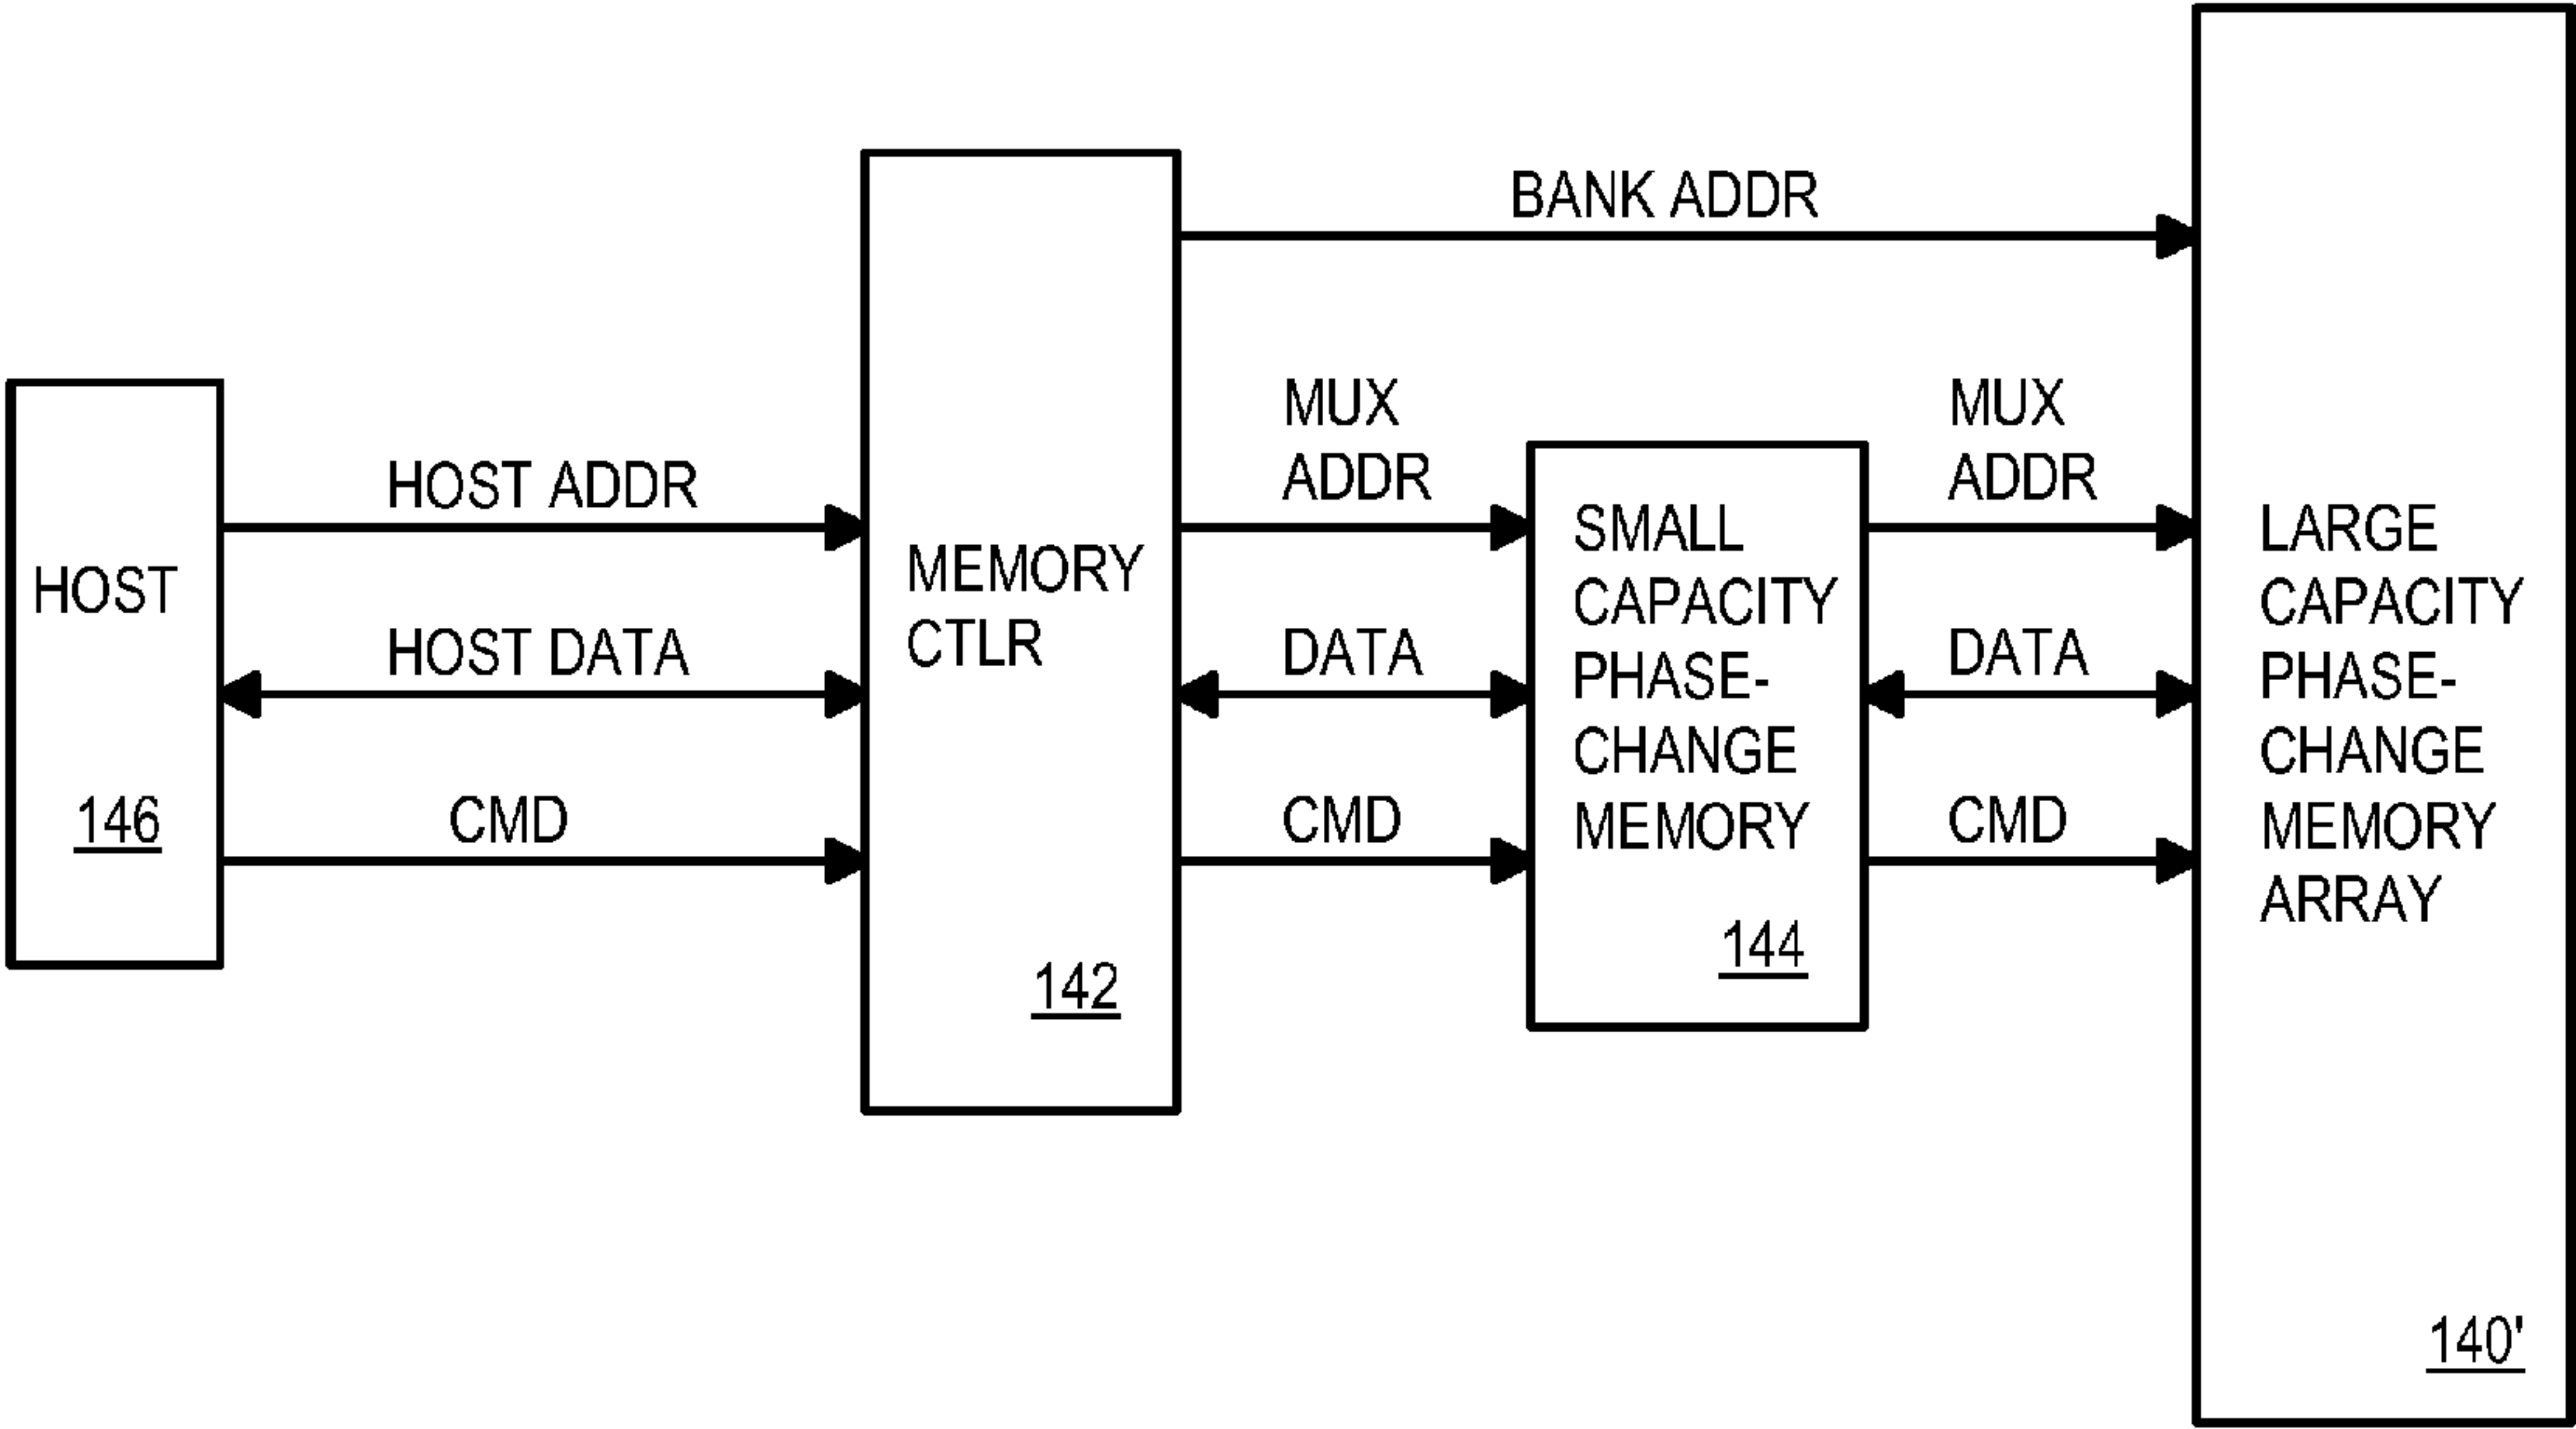 HOST
146
HOST ADDR
HOST DATA
CMD
MEMORY
CTLR
142
BANK ADDR
MUX
ADDR
DATA
CMD
SMALL
CAPACITY
PHASE-
CHANGE
MEMORY
144
MUX
ADDR
DATA
CMD
LARGE
CAPACITY
PHASE-
CHANGE
MEMORY
ARRAY
140'